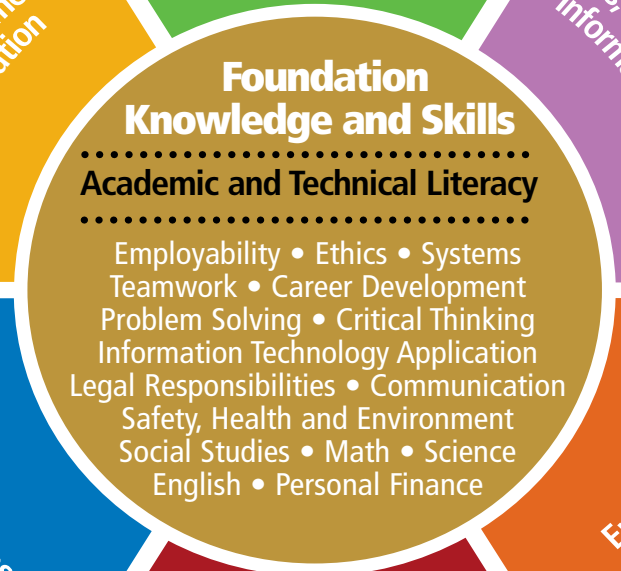 Foundation
Knowledge and Skills
Academic and Technical Literacy
Employability • Ethics • Systems
Teamwork • Career Development
Problem Solving • Critical Thinking
Information Technology Application
Legal Responsibilities • Communication
Safety, Health and Environment
Social Studies • Math • Science
English • Personal Finance